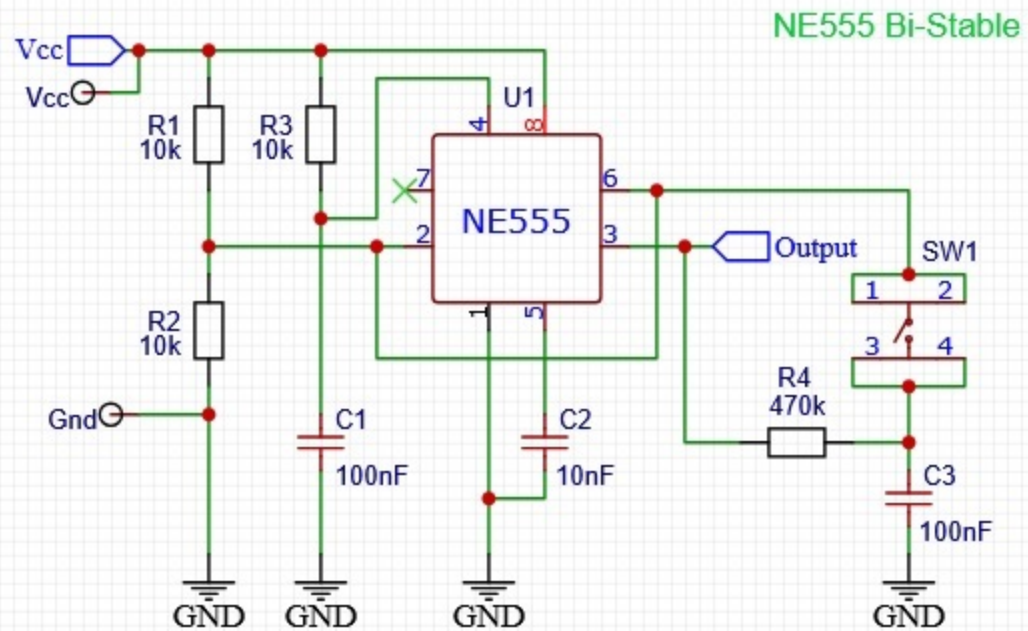 NE555 Bi-Stable
Vcc
Vcc
U1
R1
10k
R3
10k
4
8
7
6
NE555
2
3
Output
SW1
1
2
1
5
R2
10k
3
4
R4
470k
Gnd
C1
100nF
C2
10nF
C3
100nF
GND
GND
GND
GND